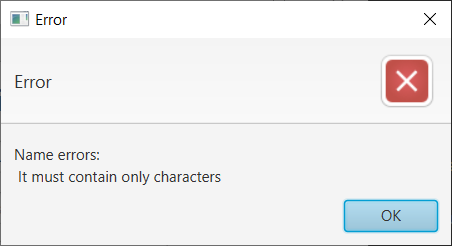 Error
Error
Name errors:
It must contain only characters
OK